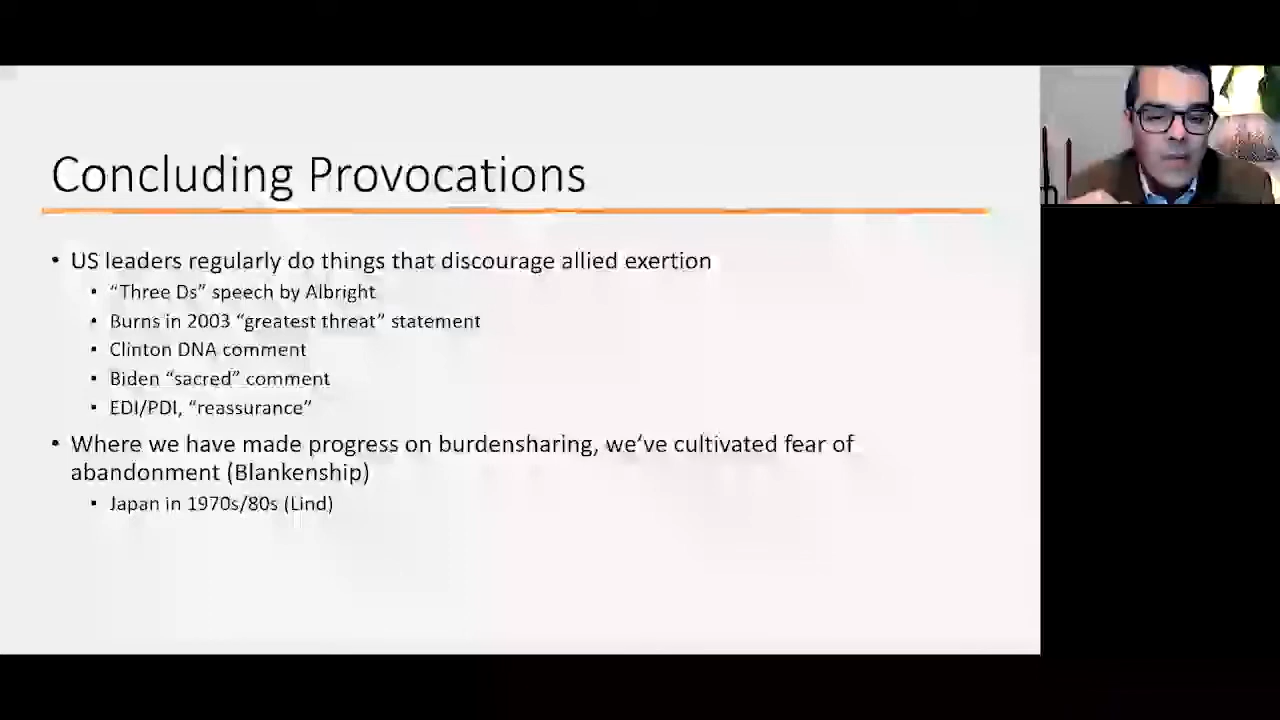 Concluding Provocations
• US leaders regularly do things that discourage allied exertion
▪ “Three Ds” speech by Albright
▪ Burns in 2003 “greatest threat” statement
▪ Clinton DNA comment
▪ Biden “sacred” comment
▪ EDI/PDI, “reassurance”
• Where we have made progress on burdensharing, we’ve cultivated fear of
abandonment (Blankenship)
▪ Japan in 1970s/80s (Lind)